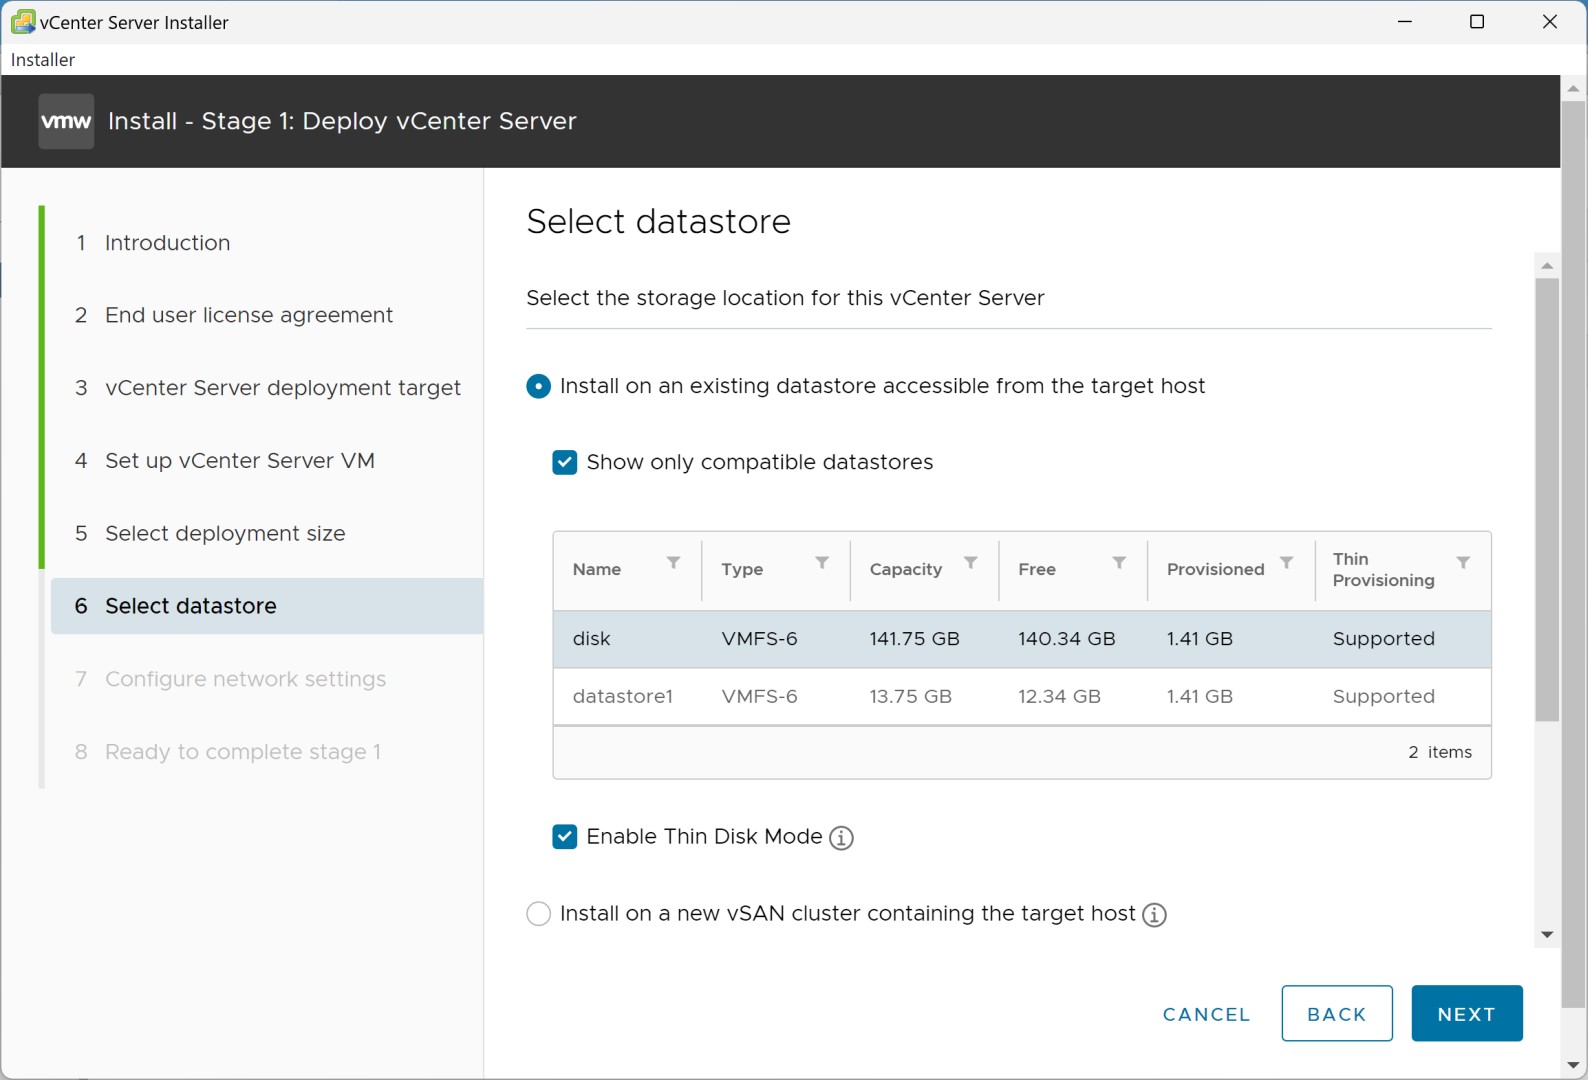 vCenter Server Installer
Installer
vmw Install - Stage 1: Deploy vCenter Server
1 Introduction
2 End user license agreement
3 vCenter Server deployment target
4 Set up vCenter Server VM
5 Select deployment size
6 Select datastore
7 Configure network settings
8 Ready to complete stage 1
Select datastore
Select the storage location for this vCenter Server
Install on an existing datastore accessible from the target host
Show only compatible datastores
Name Type Capacity Free Provisioned Thin Provisioning
disk VMFS-6 141.75 GB 140.34 GB 1.41 GB Supported
datastore1 VMFS-6 13.75 GB 12.34 GB 1.41 GB Supported
2 items
Enable Thin Disk Mode
Install on a new vSAN cluster containing the target host
CANCEL BACK NEXT